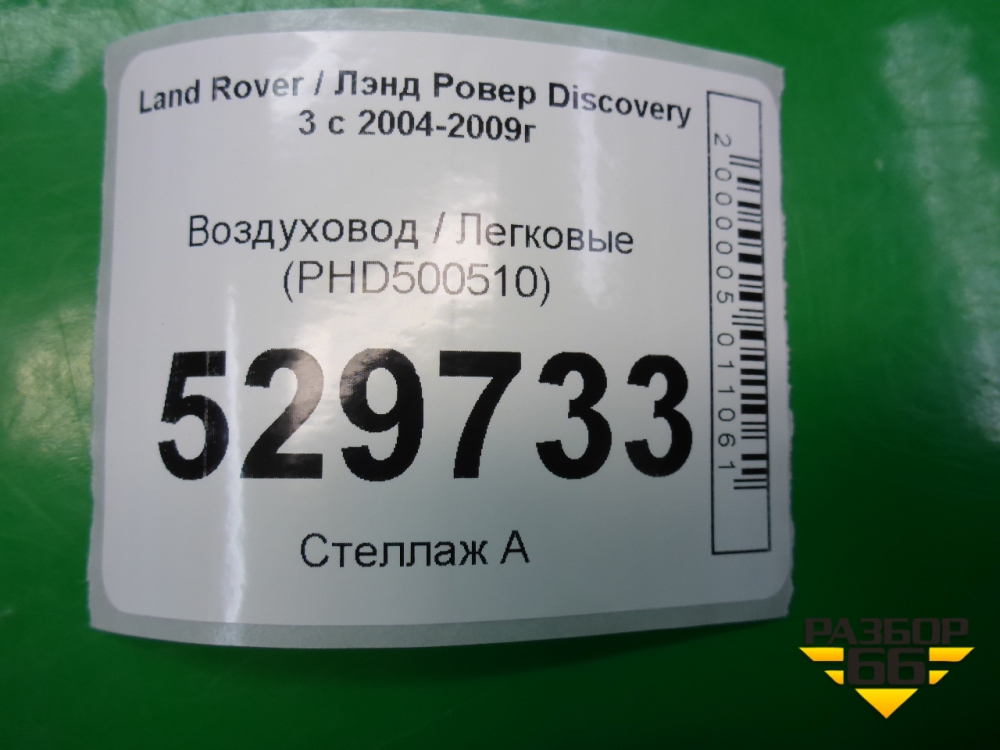 Land Rover / Лэнд Ровер Discovery
3 с 2004-2009г
Воздуховод / Легковые
(PHD500510)
529733
Стеллаж А
2000005011061
РАЗБОР
66